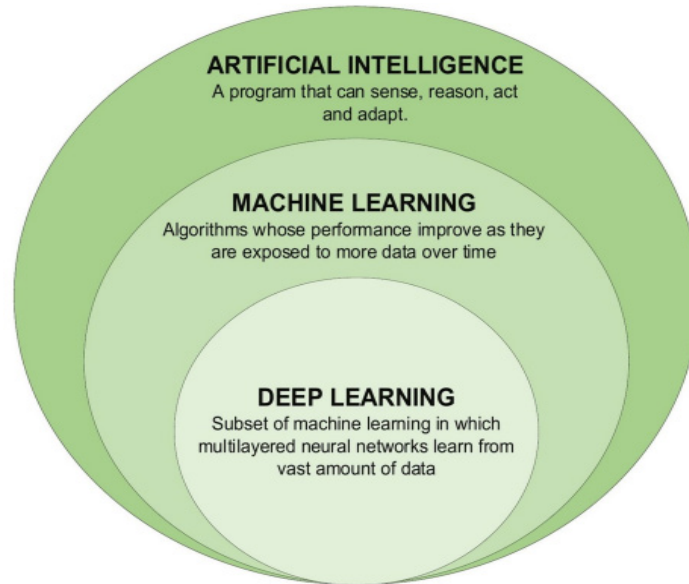 ARTIFICIAL INTELLIGENCE
A program that can sense, reason, act
and adapt.
MACHINE LEARNING
Algorithms whose performance improve as they
are exposed to more data over time
DEEP LEARNING
Subset of machine learning in which
multilayered neural networks learn from
vast amount of data